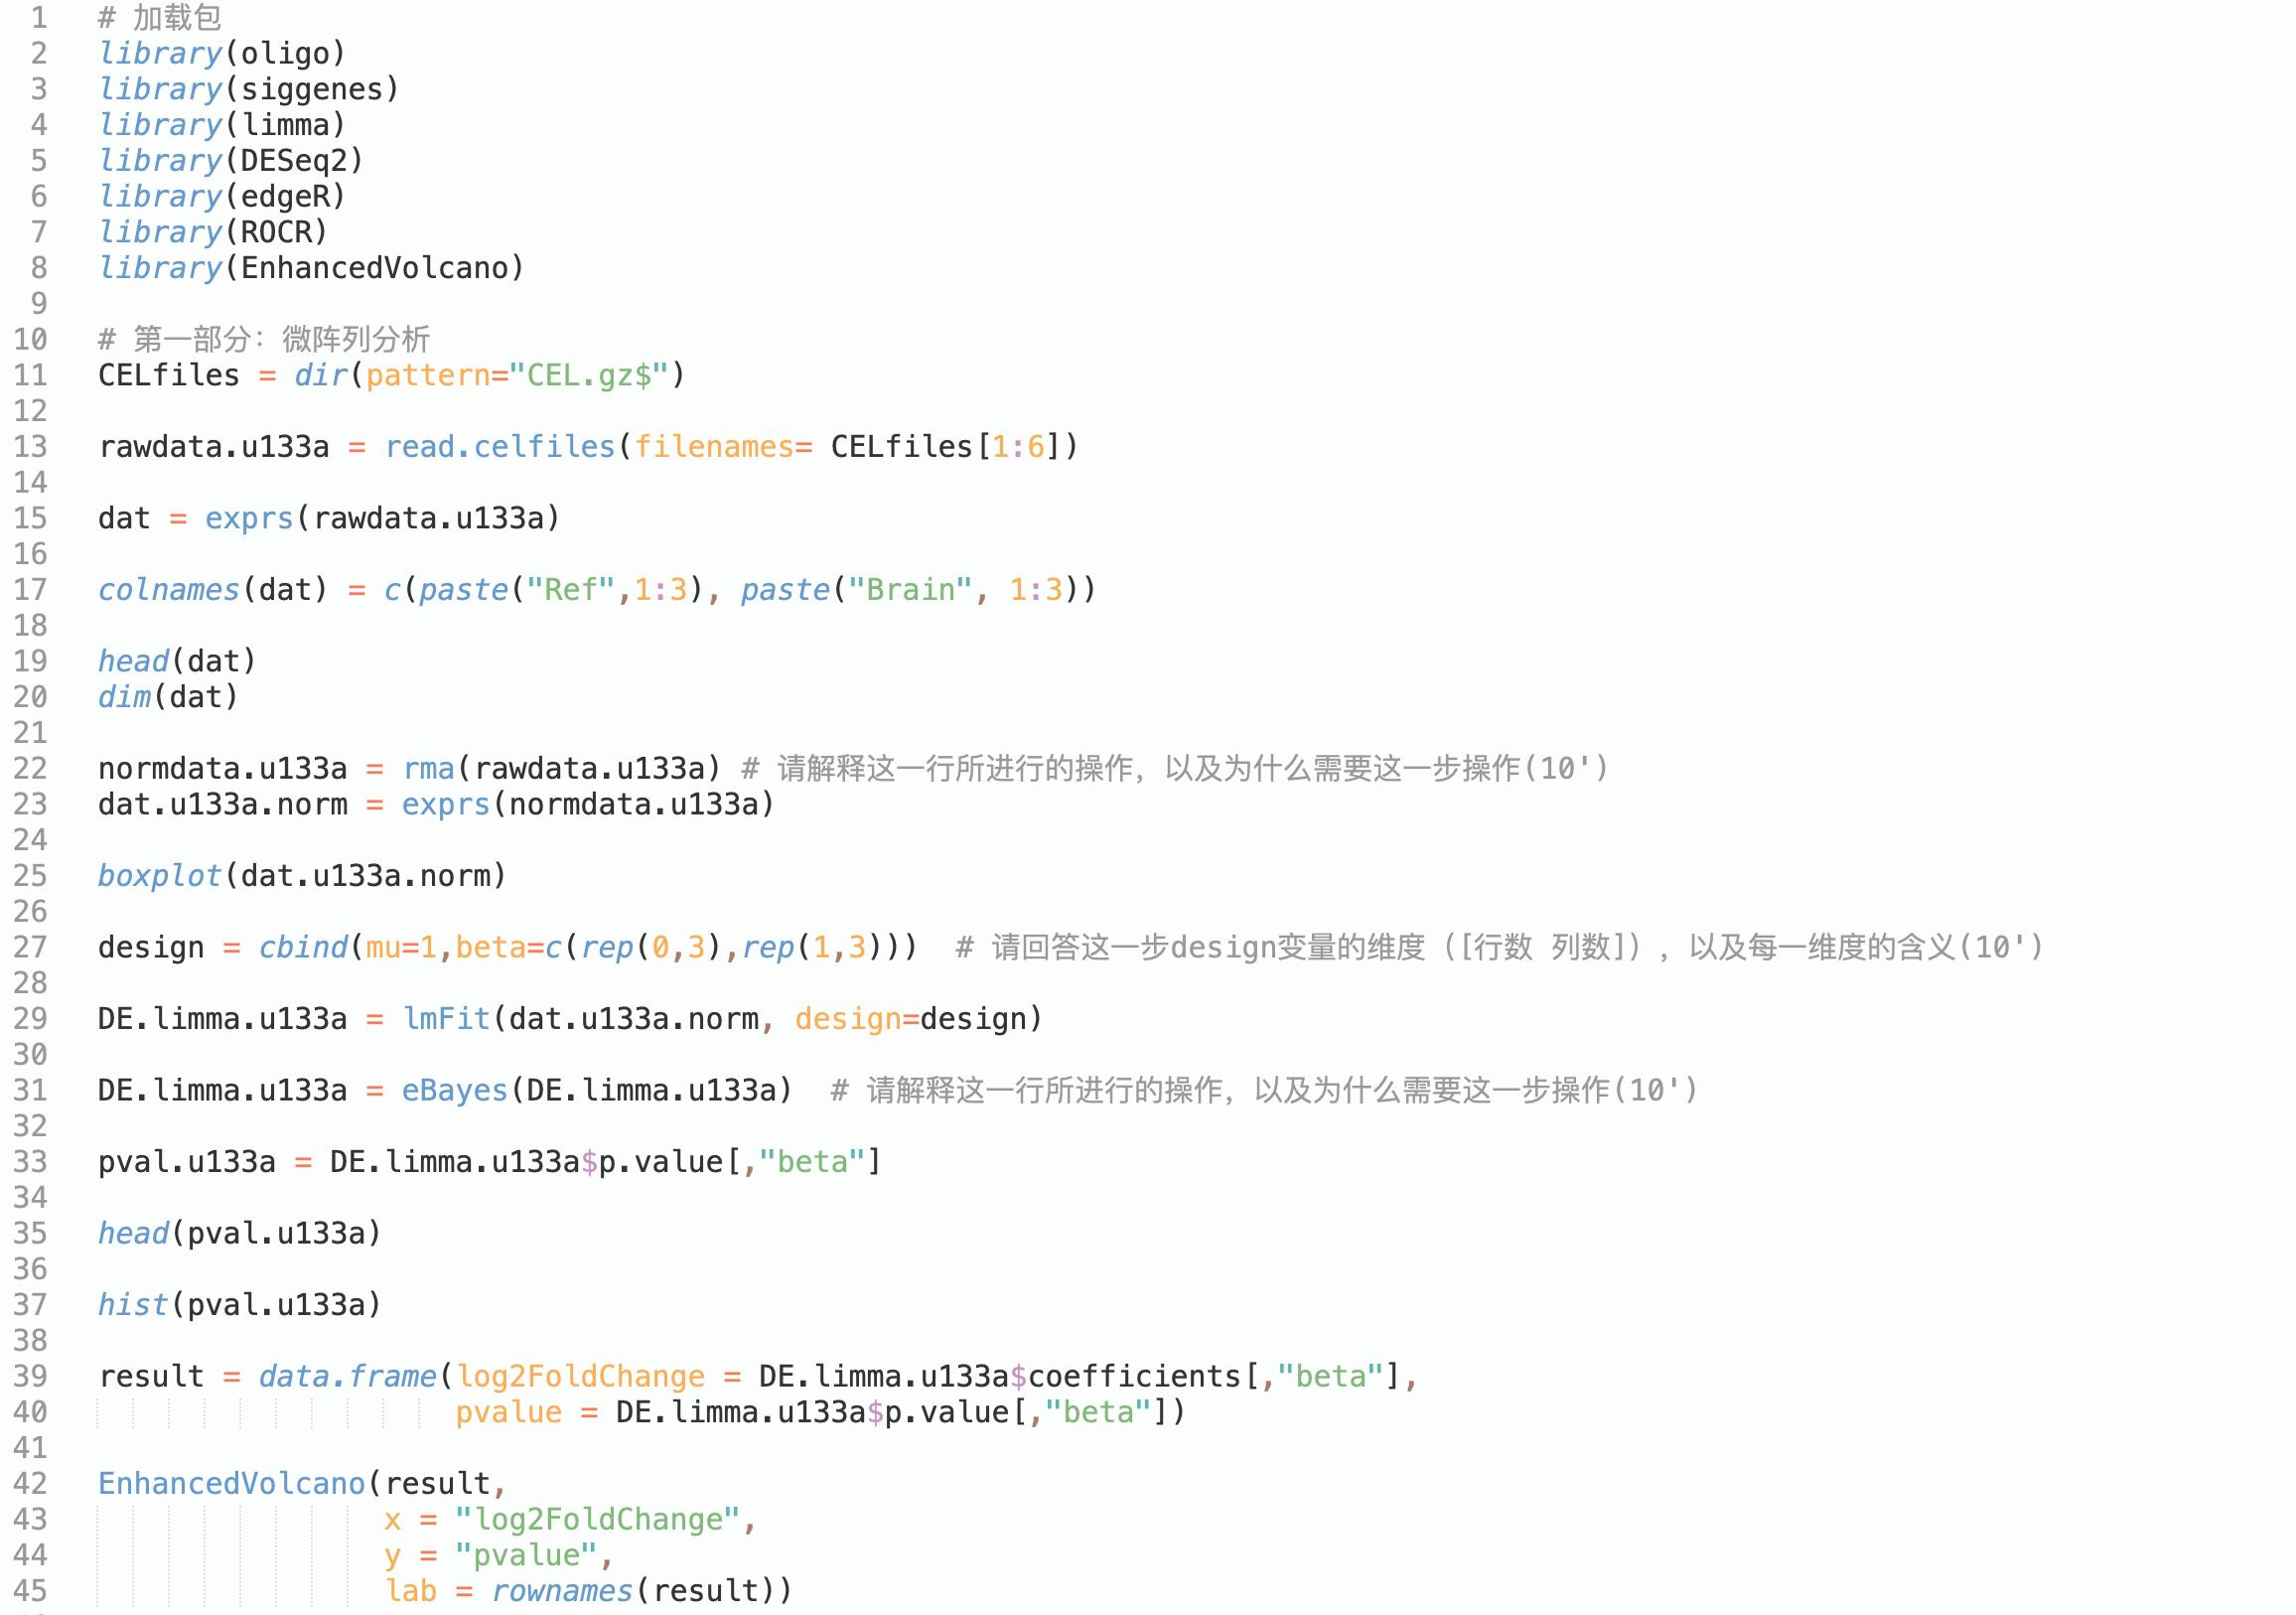 1 # 加载包
2 library(oligo)
3 library(siggenes)
4 library(limma)
5 library(DESeq2)
6 library(edgeR)
7 library(ROCR)
8 library(EnhancedVolcano)
9
10 # 第一部分：微阵列分析
11 CELfiles = dir(pattern="CEL.gz$")
12
13 rawdata.u133a = read.celfiles(filenames= CELfiles[1:6])
14
15 dat = exprs(rawdata.u133a)
16
17 colnames(dat) = c(paste("Ref",1:3), paste("Brain", 1:3))
18
19 head(dat)
20 dim(dat)
21
22 normdata.u133a = rma(rawdata.u133a) # 请解释这一行所进行的操作，以及为什么需要这一步操作(10')
23 dat.u133a.norm = exprs(normdata.u133a)
24
25 boxplot(dat.u133a.norm)
26
27 design = cbind(mu=1,beta=c(rep(0,3),rep(1,3)))  # 请回答这一步design变量的维度（[行数 列数]），以及每一维度的含义(10')
28
29 DE.limma.u133a = lmFit(dat.u133a.norm, design=design)
30
31 DE.limma.u133a = eBayes(DE.limma.u133a)  # 请解释这一行所进行的操作，以及为什么需要这一步操作(10')
32
33 pval.u133a = DE.limma.u133a$p.value[,"beta"]
34
35 head(pval.u133a)
36
37 hist(pval.u133a)
38
39 result = data.frame(log2FoldChange = DE.limma.u133a$coefficients[,"beta"],
40                     pvalue = DE.limma.u133a$p.value[,"beta"])
41
42 EnhancedVolcano(result,
43                 x = "log2FoldChange",
44                 y = "pvalue",
45                 lab = rownames(result))